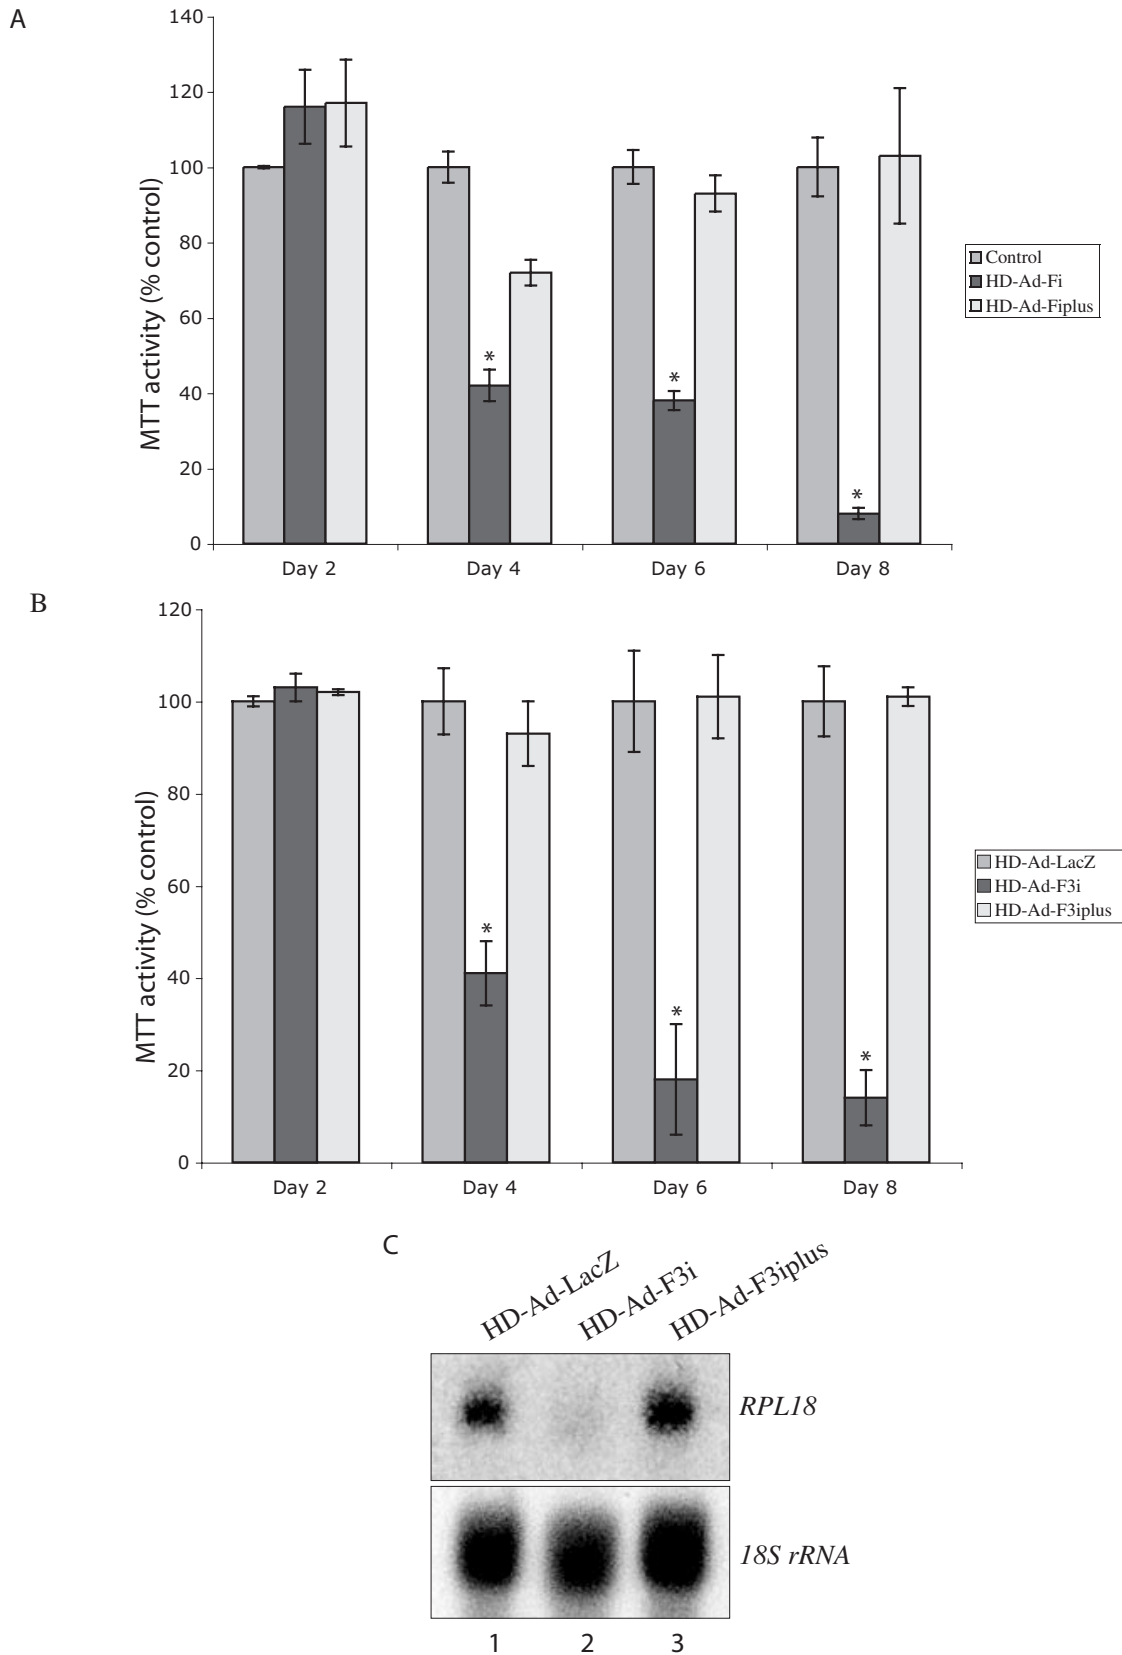 A
140
120
100
80
60
40
20
0
MTT activity (% control)
*
*
*
Day 2
Day 4
Day 6
Day 8
Control
HD-Ad-Fi
HD-Ad-Fiplus
B
120
100
80
60
40
20
0
MTT activity (% control)
*
*
*
Day 2
Day 4
Day 6
Day 8
HD-Ad-LacZ
HD-Ad-F3i
HD-Ad-F3iplus
C
HD-Ad-LacZ
HD-Ad-F3i
HD-Ad-F3iplus
RPL18
18S rRNA
1
2
3